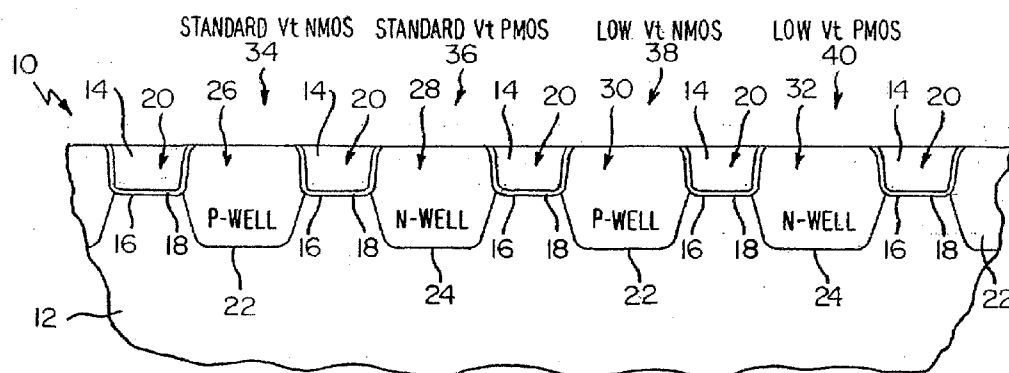 STANDARD Vt NMOS STANDARD Vt PMOS LOW Vt NMOS LOW Vt PMOS
34 36 38 40
10
14 20 26 14 20 28 14 20 30 14 20 32 14 20
P-WELL N-WELL P-WELL N-WELL
16 18 16 18 16 18 16 18 16 18
22 24 22 24 22
12